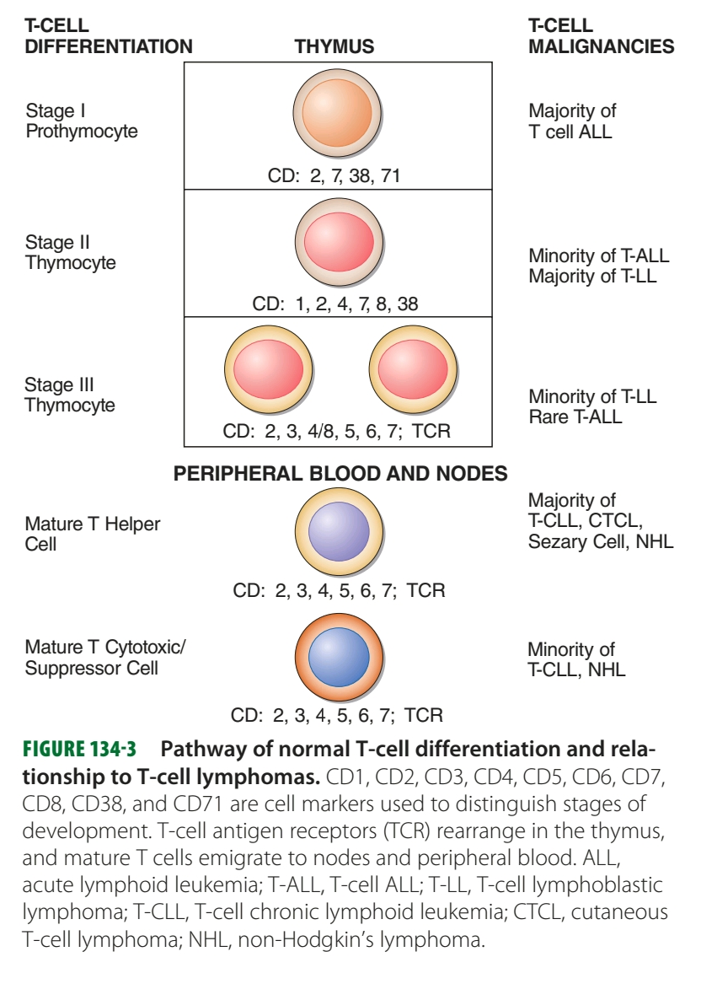 T-CELL
DIFFERENTIATION
THYMUS
T-CELL
MALIGNANCIES
Stage I
Prothymocyte
Majority of
T cell ALL
CD: 2, 7, 38, 71
Stage II
Thymocyte
Minority of T-ALL
Majority of T-LL
CD: 1, 2, 4, 7, 8, 38
Stage III
Thymocyte
Minority of T-LL
Rare T-ALL
CD: 2, 3, 4/8, 5, 6, 7; TCR
PERIPHERAL BLOOD AND NODES
Mature T Helper
Cell
Majority of
T-CLL, CTCL,
Sezary Cell, NHL
CD: 2, 3, 4, 5, 6, 7; TCR
Mature T Cytotoxic/
Suppressor Cell
Minority of
T-CLL, NHL
CD: 2, 3, 4, 5, 6, 7; TCR
FIGURE 134-3 Pathway of normal T-cell differentiation and rela-
tionship to T-cell lymphomas. CD1, CD2, CD3, CD4, CD5, CD6, CD7,
CD8, CD38, and CD71 are cell markers used to distinguish stages of
development. T-cell antigen receptors (TCR) rearrange in the thymus,
and mature T cells emigrate to nodes and peripheral blood. ALL,
acute lymphoid leukemia; T-ALL, T-cell ALL; T-LL, T-cell lymphoblastic
lymphoma; T-CLL, T-cell chronic lymphoid leukemia; CTCL, cutaneous
T-cell lymphoma; NHL, non-Hodgkin's lymphoma.